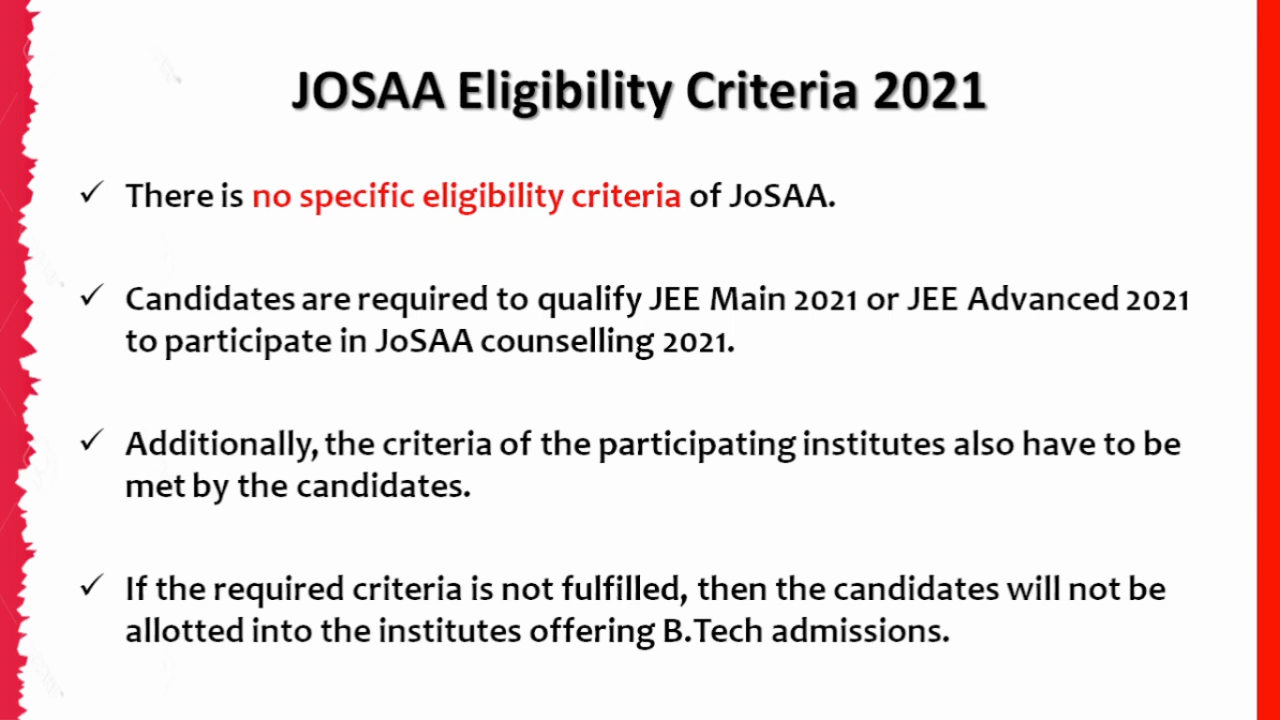 JOSAA Eligibility Criteria 2021
✓ There is no specific eligibility criteria of JoSAA.
✓ Candidates are required to qualify JEE Main 2021 or JEE Advanced 2021
to participate in JoSAA counselling 2021.
✓ Additionally, the criteria of the participating institutes also have to be
met by the candidates.
✓ If the required criteria is not fulfilled, then the candidates will not be
allotted into the institutes offering B.Tech admissions.